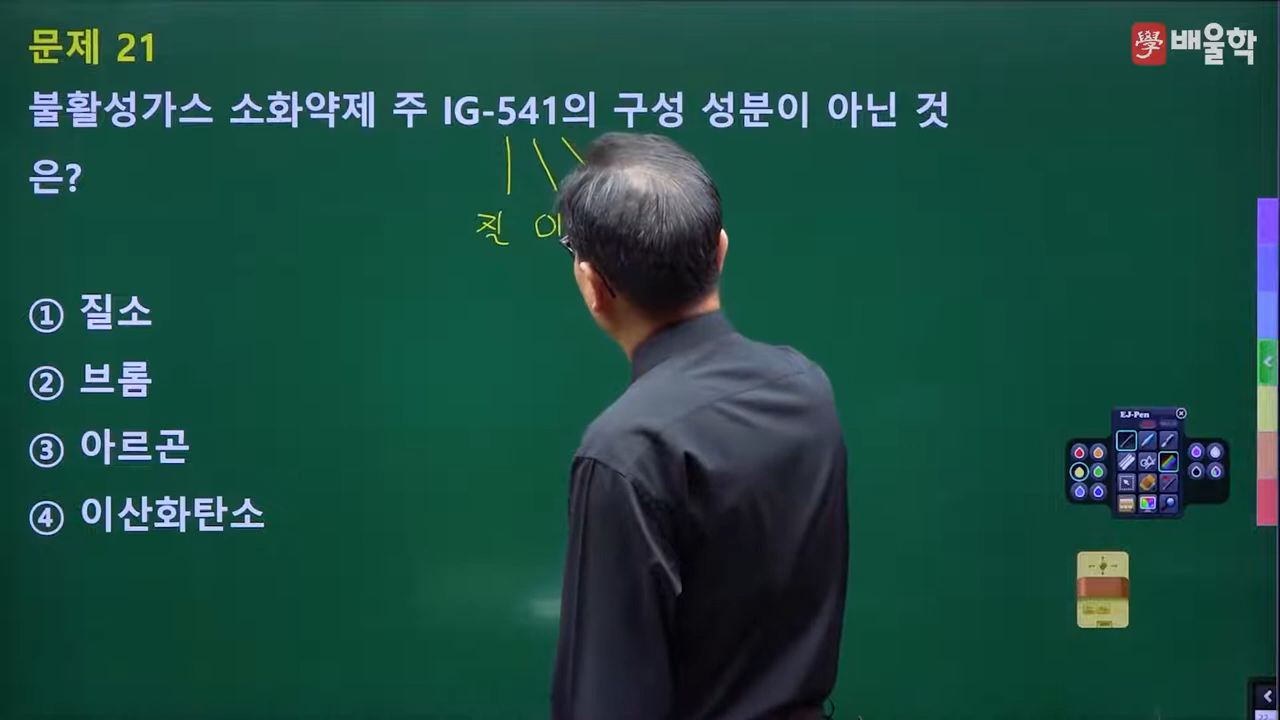 문제 21
學 배울학
불활성가스 소화약제 주 IG-541의 구성 성분이 아닌 것
은?
질
① 질소
② 브롬
③ 아르곤
④ 이산화탄소
EJ-Pen